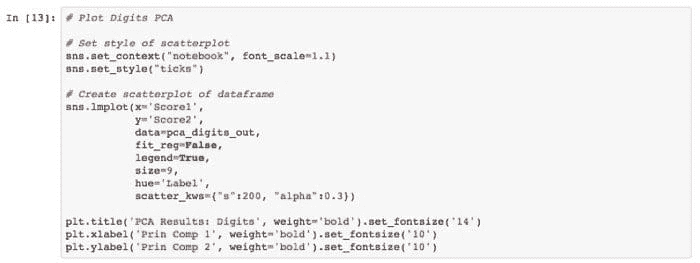 In [13]: # Plot Digits PCA
# Set style of scatterplot
sns.set_context("notebook", font_scale=1.1)
sns.set_style("ticks")
# Create scatterplot of dataframe
sns.lmplot(x='Score1',
y='Score2',
data=pca_digits_out,
fit_reg=False,
legend=True,
size=9,
hue='Label',
scatter_kws={"s":200, "alpha":0.3})
plt.title('PCA Results: Digits', weight='bold').set_fontsize('14')
plt.xlabel('Prin Comp 1', weight='bold').set_fontsize('10')
plt.ylabel('Prin Comp 2', weight='bold').set_fontsize('10')